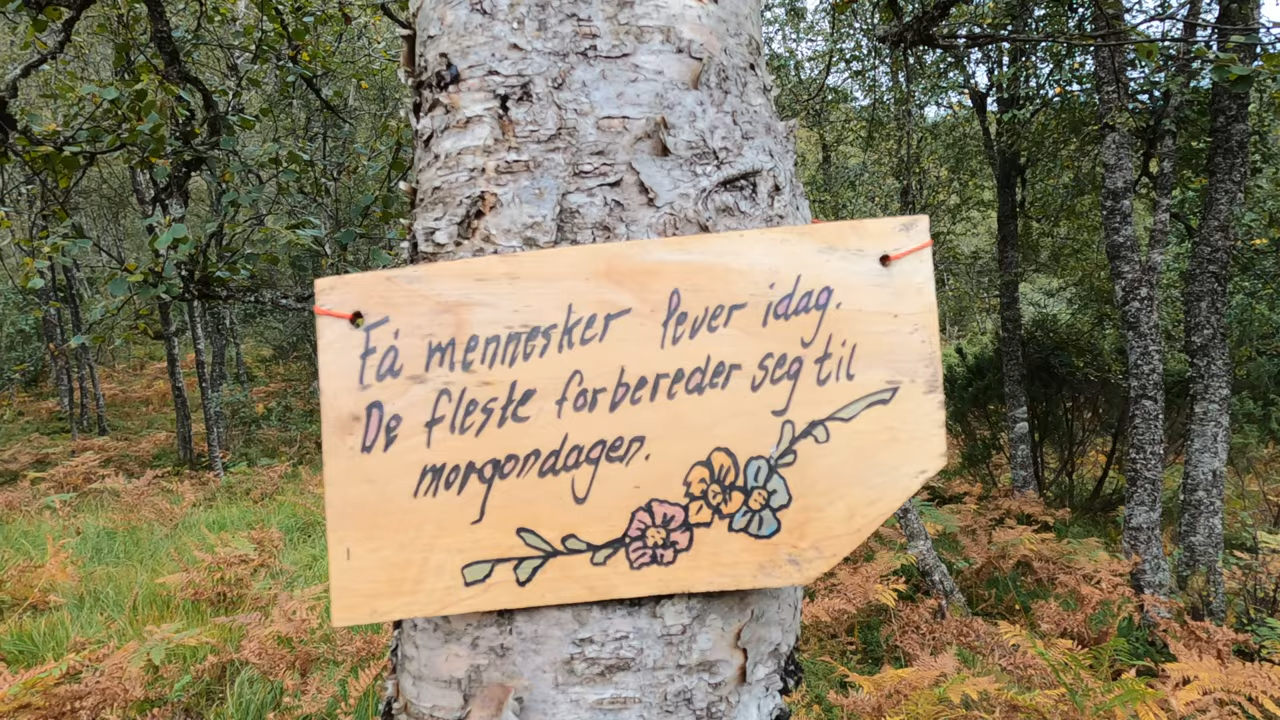 Få mennesker lever idag.
De fleste forbereder seg til
morgondagen.